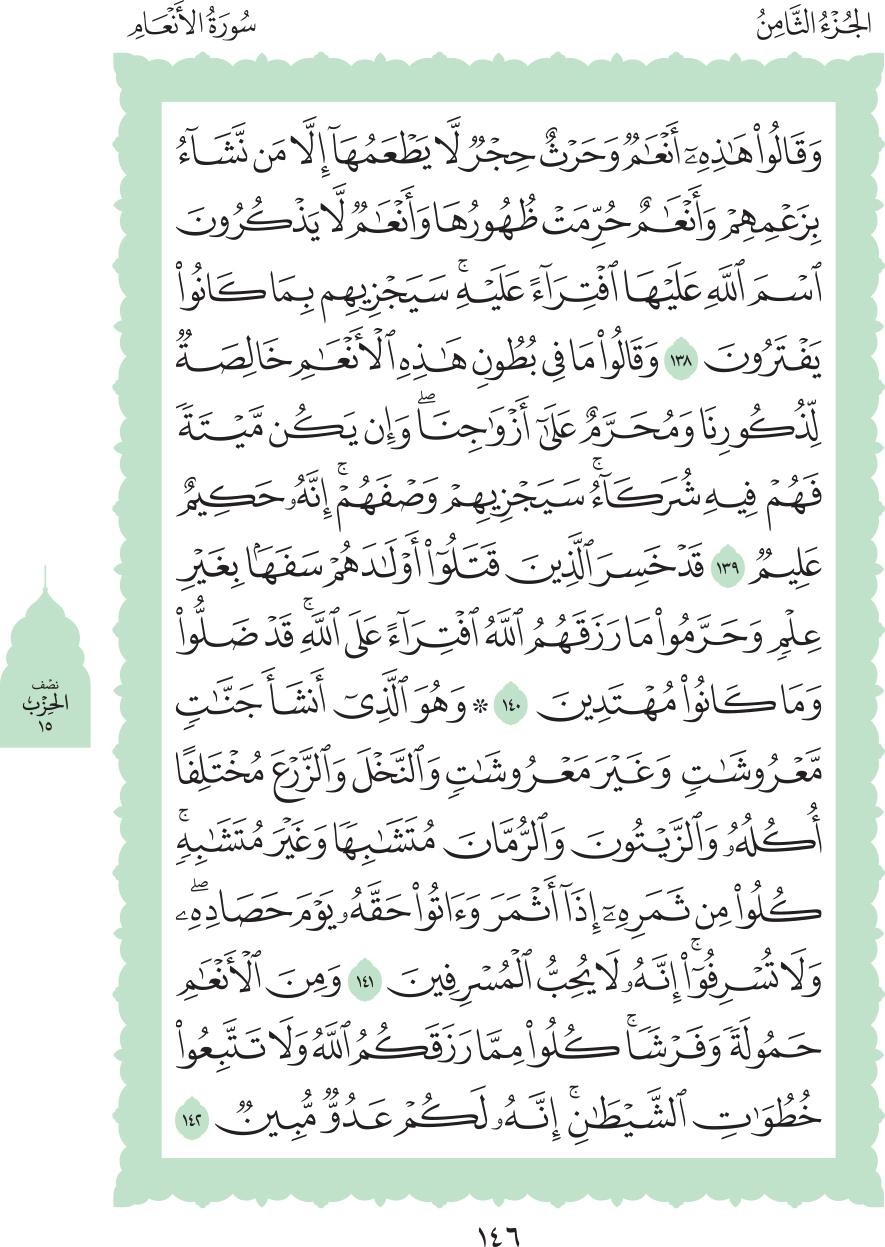 الجُزْءُ الثَّامِنُ
سُورَةُ الأَنْعَامِ
وَقَالُوا۟ هَٰذِهِۦٓ أَنْعَٰمٌ وَحَرْثٌ حِجْرٌ لَّا يَطْعَمُهَآ إِلَّا مَن نَّشَآءُ
بِزَعْمِهِمْ وَأَنْعَٰمٌ حُرِّمَتْ ظُهُورُهَا وَأَنْعَٰمٌ لَّا يَذْكُرُونَ
ٱسْمَ ٱللَّهِ عَلَيْهَا ٱفْتِرَآءً عَلَيْهِ ۚ سَيَجْزِيهِم بِمَا كَانُوا۟
يَفْتَرُونَ ١٣٨ وَقَالُوا۟ مَا فِى بُطُونِ هَٰذِهِ ٱلْأَنْعَٰمِ خَالِصَةٌ
لِّذُكُورِنَا وَمُحَرَّمٌ عَلَىٰٓ أَزْوَٰجِنَا ۖ وَإِن يَكُن مَّيْتَةً
فَهُمْ فِيهِ شُرَكَآءُ ۚ سَيَجْزِيهِمْ وَصْفَهُمْ ۚ إِنَّهُۥ حَكِيمٌ
عَلِيمٌ ١٣٩ قَدْ خَسِرَ ٱلَّذِينَ قَتَلُوٓا۟ أَوْلَٰدَهُمْ سَفَهًۢا بِغَيْرِ
عِلْمٍ وَحَرَّمُوا۟ مَا رَزَقَهُمُ ٱللَّهُ ٱفْتِرَآءً عَلَى ٱللَّهِ ۚ قَدْ ضَلُّوا۟
وَمَا كَانُوا۟ مُهْتَدِينَ ١٤٠ ۞ وَهُوَ ٱلَّذِىٓ أَنشَأَ جَنَّٰتٍ
مَّعْرُوشَٰتٍ وَغَيْرَ مَعْرُوشَٰتٍ وَٱلنَّخْلَ وَٱلزَّرْعَ مُخْتَلِفًا
أُكُلُهُۥ وَٱلزَّيْتُونَ وَٱلرُّمَّانَ مُتَشَٰبِهًا وَغَيْرَ مُتَشَٰبِهٍ ۚ
كُلُوا۟ مِن ثَمَرِهِۦٓ إِذَآ أَثْمَرَ وَءَاتُوا۟ حَقَّهُۥ يَوْمَ حَصَادِهِۦ ۖ
وَلَا تُسْرِفُوٓا۟ ۚ إِنَّهُۥ لَا يُحِبُّ ٱلْمُسْرِفِينَ ١٤١ وَمِنَ ٱلْأَنْعَٰمِ
حَمُولَةً وَفَرْشًا ۚ كُلُوا۟ مِمَّا رَزَقَكُمُ ٱللَّهُ وَلَا تَتَّبِعُوا۟
خُطُوَٰتِ ٱلشَّيْطَٰنِ ۚ إِنَّهُۥ لَكُمْ عَدُوٌّ مُّبِينٌ ١٤٢
نصف
الحزب
١٥
١٤٦